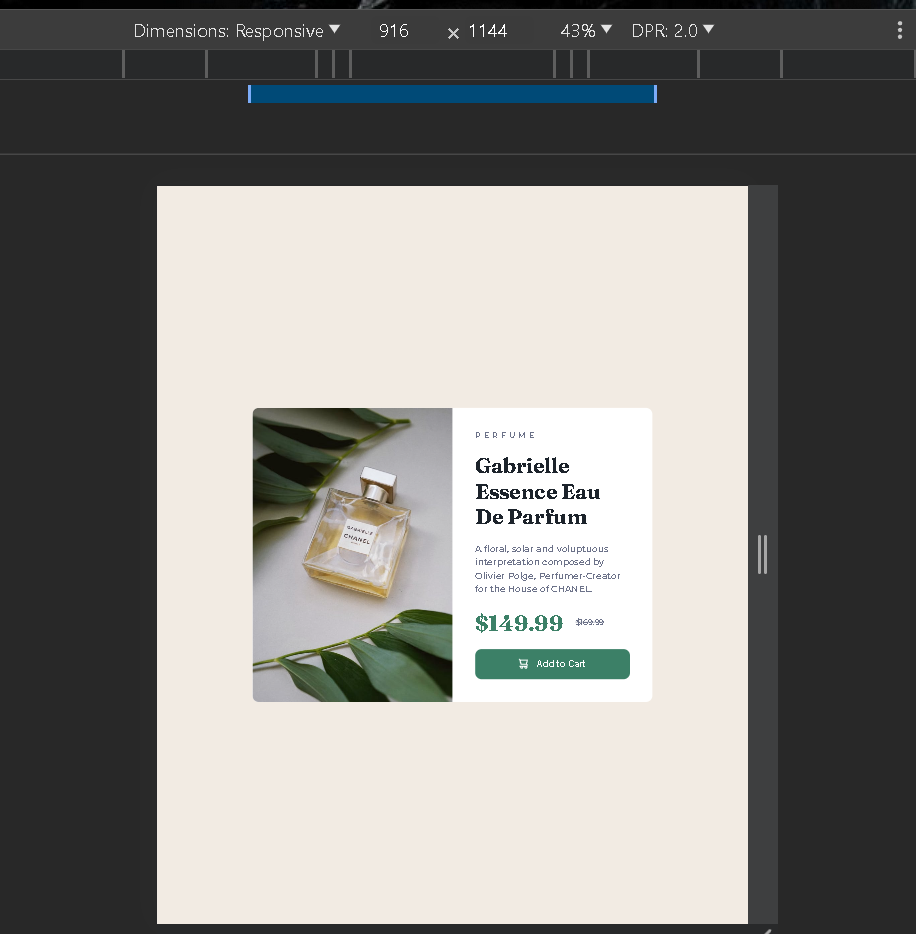 Dimensions: Responsive ▼ 916 × 1144 43% ▼ DPR: 2.0 ▼
PERFUME
Gabrielle
Essence Eau
De Parfum
A floral, solar and voluptuous
interpretation composed by
Olivier Polge, Perfumer-Creator
for the House of CHANEL.
$149.99 $169.99
Add to Cart
GABRIELLE
CHANEL